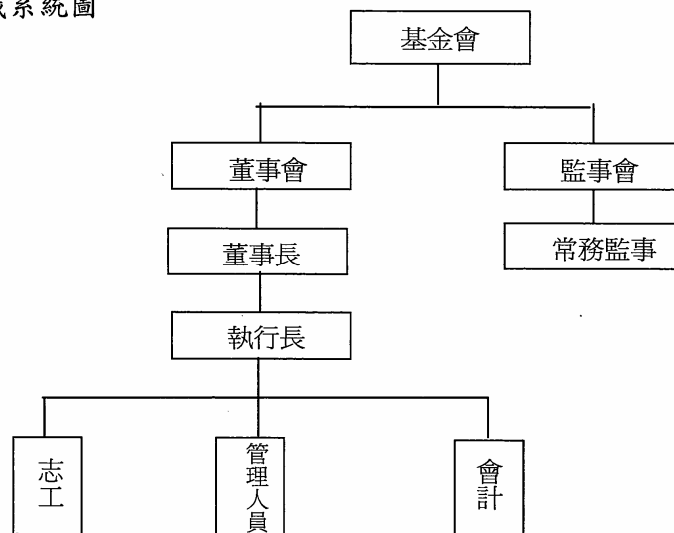 系統圖
基金會
董事會
監事會
董事長
常務監事
執行長
志工
管理人員
會計